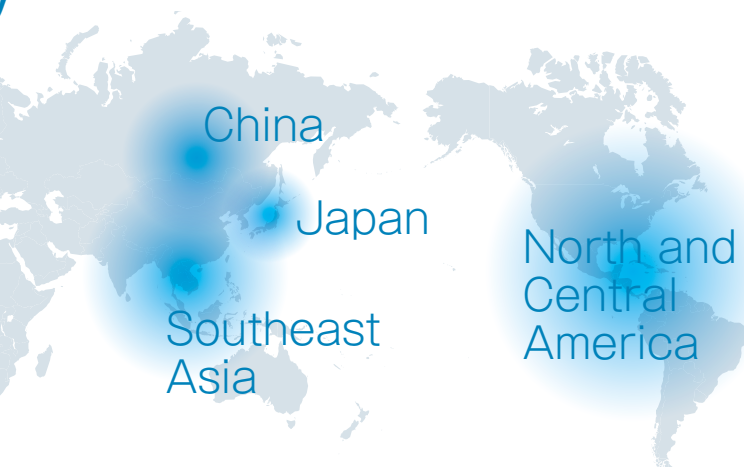 China
Japan
Southeast
Asia
North and
Central
America